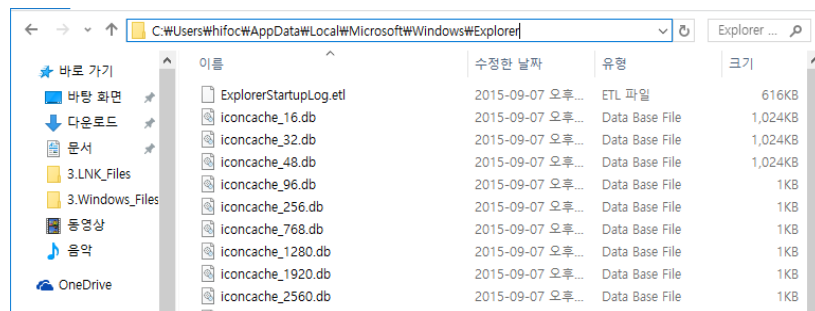 C:₩Users₩hifoc₩AppData₩Local₩Microsoft₩Windows₩Explorer
Explorer ...
이름 수정한 날짜 유형 크기
바로 가기
바탕 화면
다운로드
문서
3.LNK_Files
3.Windows_Files
동영상
음악
OneDrive
ExplorerStartupLog.etl 2015-09-07 오후... ETL 파일 616KB
iconcache_16.db 2015-09-07 오후... Data Base File 1,024KB
iconcache_32.db 2015-09-07 오후... Data Base File 1,024KB
iconcache_48.db 2015-09-07 오후... Data Base File 1,024KB
iconcache_96.db 2015-09-07 오후... Data Base File 1KB
iconcache_256.db 2015-09-07 오후... Data Base File 1KB
iconcache_768.db 2015-09-07 오후... Data Base File 1KB
iconcache_1280.db 2015-09-07 오후... Data Base File 1KB
iconcache_1920.db 2015-09-07 오후... Data Base File 1KB
iconcache_2560.db 2015-09-07 오후... Data Base File 1KB